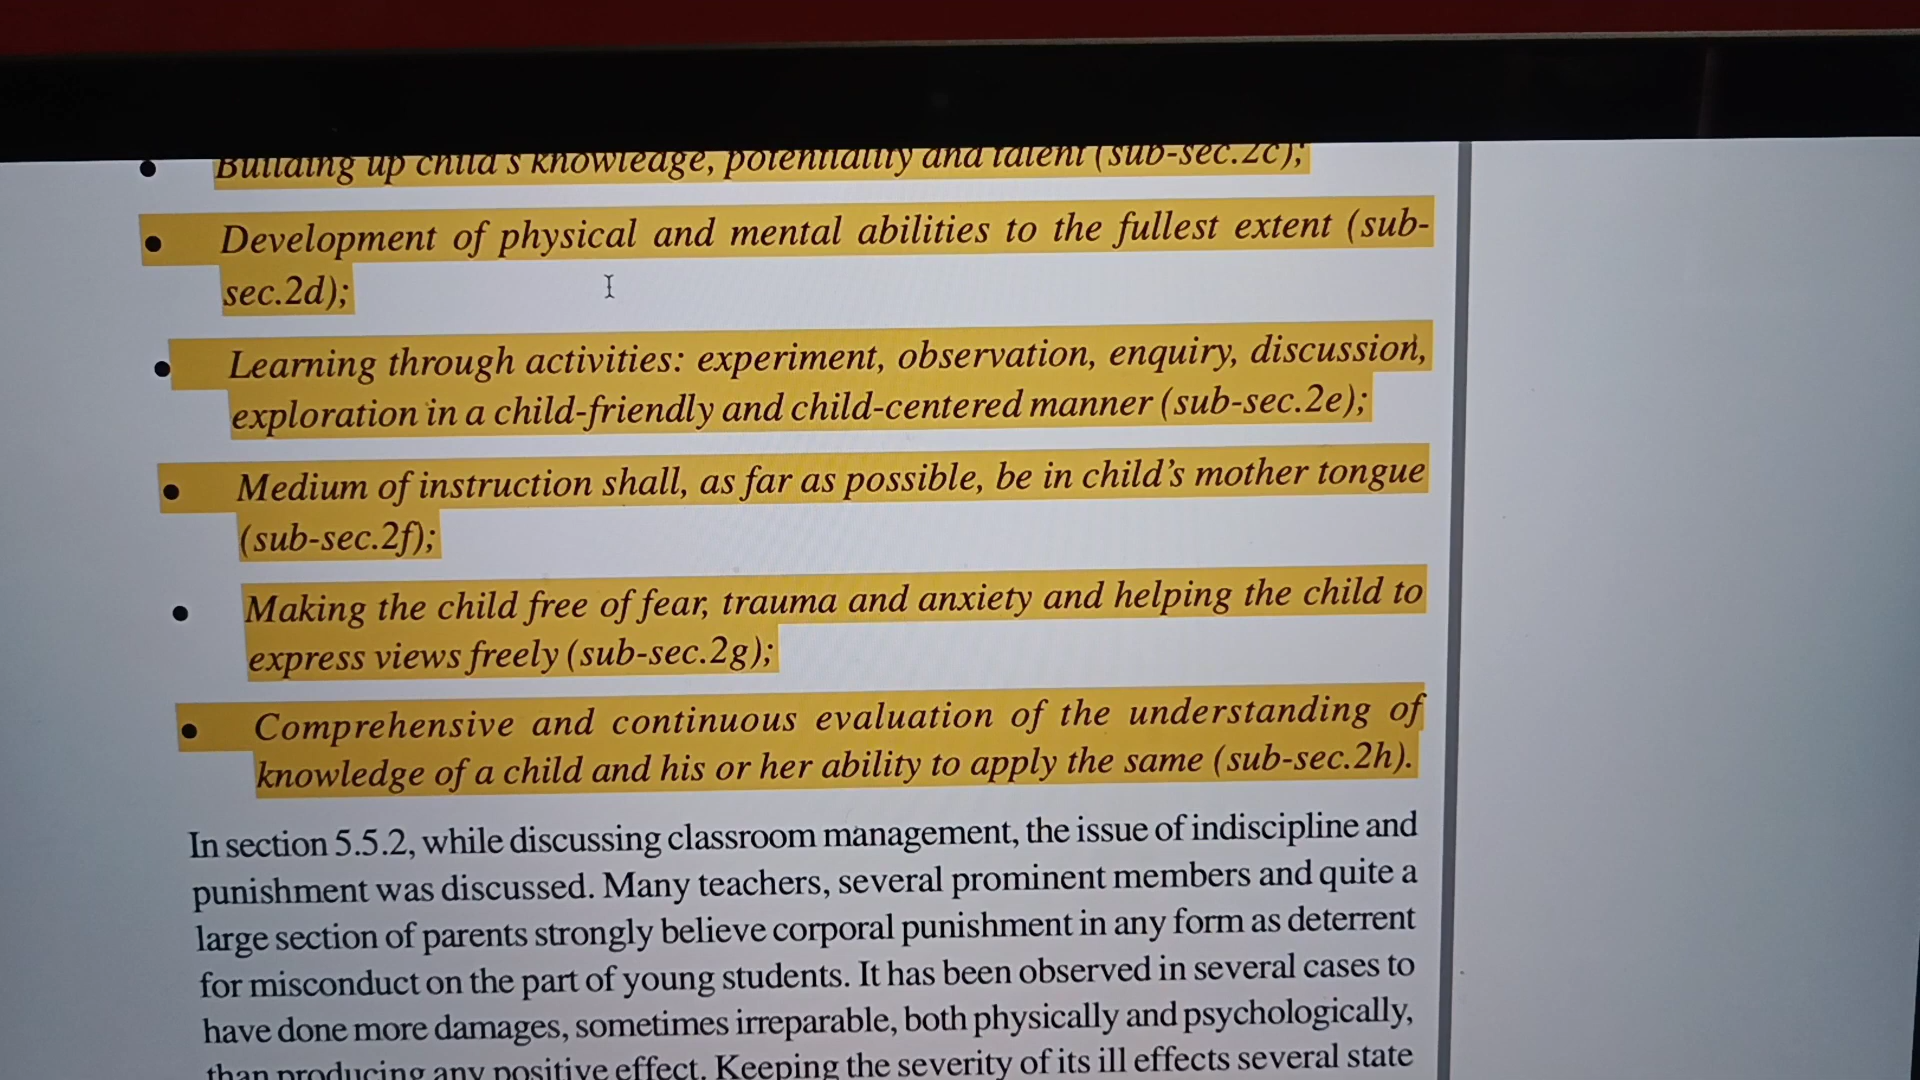 • Building up child's knowledge, potentiality and talent (sub-sec.2c);
• Development of physical and mental abilities to the fullest extent (sub-
sec.2d);
• Learning through activities: experiment, observation, enquiry, discussion,
exploration in a child-friendly and child-centered manner (sub-sec.2e);
• Medium of instruction shall, as far as possible, be in child’s mother tongue
(sub-sec.2f);
• Making the child free of fear, trauma and anxiety and helping the child to
express views freely (sub-sec.2g);
• Comprehensive and continuous evaluation of the understanding of
knowledge of a child and his or her ability to apply the same (sub-sec.2h).
In section 5.5.2, while discussing classroom management, the issue of indiscipline and
punishment was discussed. Many teachers, several prominent members and quite a
large section of parents strongly believe corporal punishment in any form as deterrent
for misconduct on the part of young students. It has been observed in several cases to
have done more damages, sometimes irreparable, both physically and psychologically,
than producing any positive effect. Keeping the severity of its ill effects several state